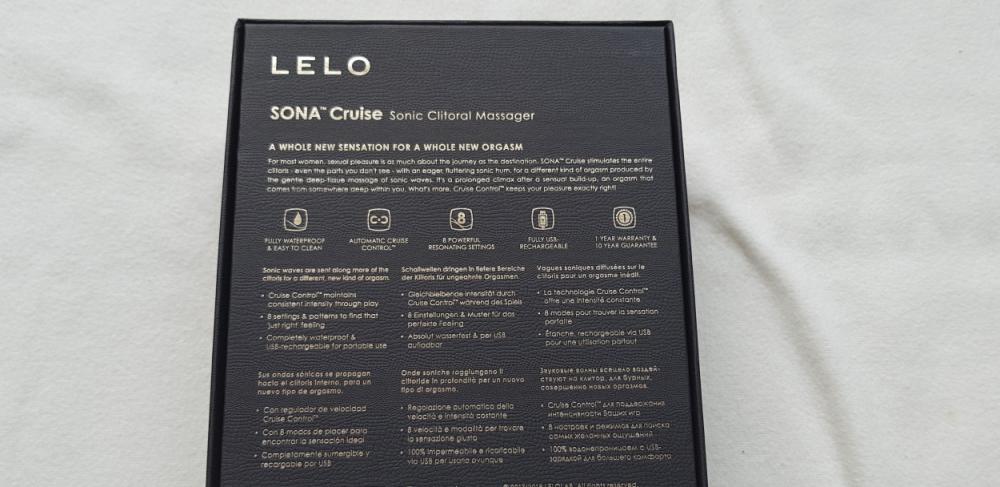 LELO
SONA™ Cruise Sonic Clitoral Massager
A WHOLE NEW SENSATION FOR A WHOLE NEW ORGASM
For most women, sexual pleasure is as much about the journey as the destination. SONA™ Cruise stimulates the entire
clitoris - even the parts you don't see - with an eager, fluttering sonic hum, for a different kind of orgasm produced by
the gentle deep-tissue massage of sonic waves. It's a prolonged climax after a sensual build-up, an orgasm that
comes from somewhere deep within you. What's more, Cruise Control™ keeps your pleasure exactly right!
8
1
FULLY WATERPROOF
& EASY TO CLEAN
AUTOMATIC CRUISE
CONTROL™
8 POWERFUL
RESONATING SETTINGS
FULLY USB-
RECHARGEABLE
1 YEAR WARRANTY &
10 YEAR GUARANTEE
Sonic waves are sent along more of the
clitoris for a different, new kind of orgasm.
• Cruise Control™ maintains
consistent intensity through play
• 8 settings & patterns to find that
'just right' feeling
• Completely waterproof &
USB-rechargeable for portable use
Schallwellen dringen in tiefere Bereiche
der Klitoris für ungeahnte Orgasmen.
• Gleichbleibende Intensität durch
Cruise Control™ während des Spiels
• 8 Einstellungen & Muster für das
perfekte Feeling
• Absolut wasserfest & per USB
aufladbar
Vagues soniques diffusées sur le
clitoris pour un orgasme inédit.
• La technologie Cruise Control™
offre une intensité constante
• 8 modes pour trouver la sensation
parfaite
• Étanche, rechargeable via USB
pour une utilisation partout
Sus ondas sónicas se propagan
hacia el clítoris interno, para un
nuevo tipo de orgasmo.
• Con regulador de velocidad
Cruise Control™
• Con 8 modos de placer para
encontrar la sensación ideal
• Completamente sumergible y
recargable por USB
Onde soniche raggiungono il
clitoride in profondità per un nuovo
tipo di orgasmo.
• Regolazione automatica della
velocità e intensità costante
• 8 velocità e modalità per trovare
la sensazione giusta
• 100% impermeabile e ricaricabile
via USB per usarlo ovunque
Звуковые волны всецело воздей-
ствуют на клитор, для бурных,
совершенно новых оргазмов.
• Cruise Control™ для поддержания
интенсивности Ваших игр
• 8 настроек и режимов для поиска
самых желанных ощущений
• 100% водонепроницаем с USB-
зарядкой для большего комфорта
All rights reserved.